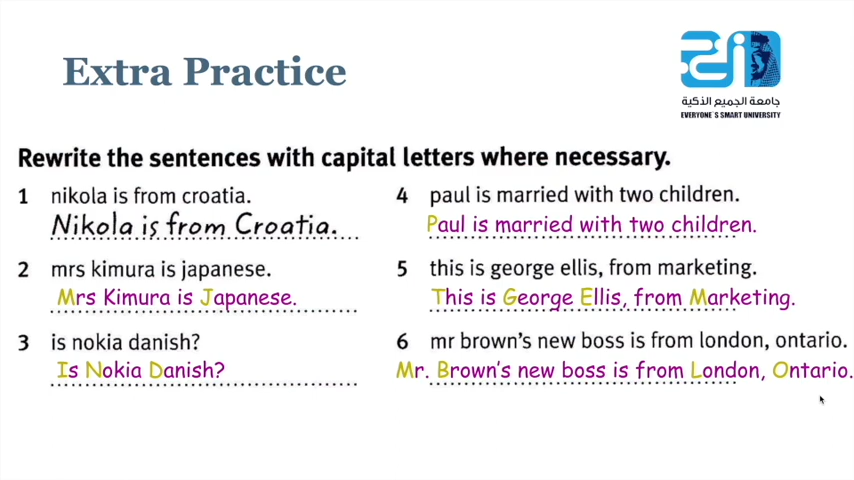 Extra Practice
جامعة الجميع الذكية
EVERYONE`S SMART UNIVERSITY
Rewrite the sentences with capital letters where necessary.
1 nikola is from croatia.
Nikola is from Croatia.
2 mrs kimura is japanese.
Mrs Kimura is Japanese.
3 is nokia danish?
Is Nokia Danish?
4 paul is married with two children.
Paul is married with two children.
5 this is george ellis, from marketing.
This is George Ellis, from Marketing.
6 mr brown's new boss is from london, ontario.
Mr. Brown's new boss is from London, Ontario.